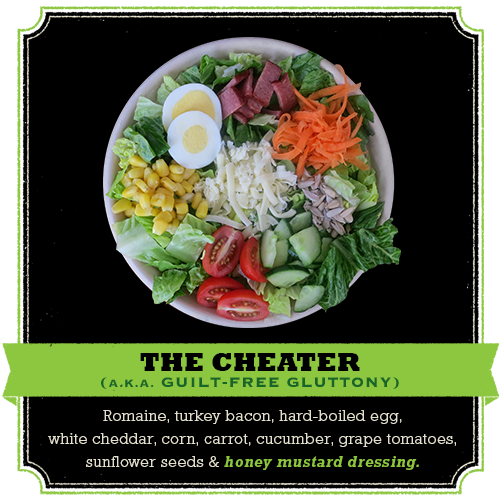 THE CHEATER
(A.K.A. GUILT-FREE GLUTTONY)
Romaine, turkey bacon, hard-boiled egg,
white cheddar, corn, carrot, cucumber, grape tomatoes,
sunflower seeds & honey mustard dressing.